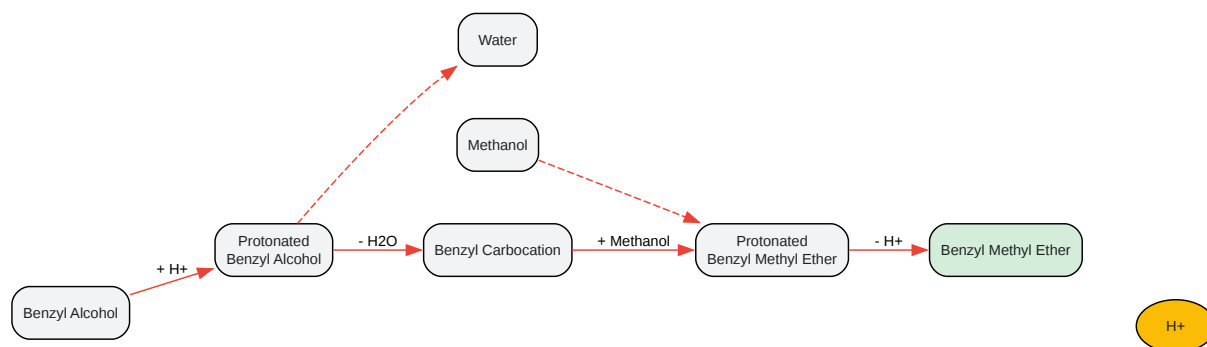 Water
Methanol
Protonated
Benzyl Alcohol
- H2O
Benzyl Carbocation
+ Methanol
Protonated
Benzyl Methyl Ether
- H+
Benzyl Methyl Ether
+ H+
Benzyl Alcohol
H+